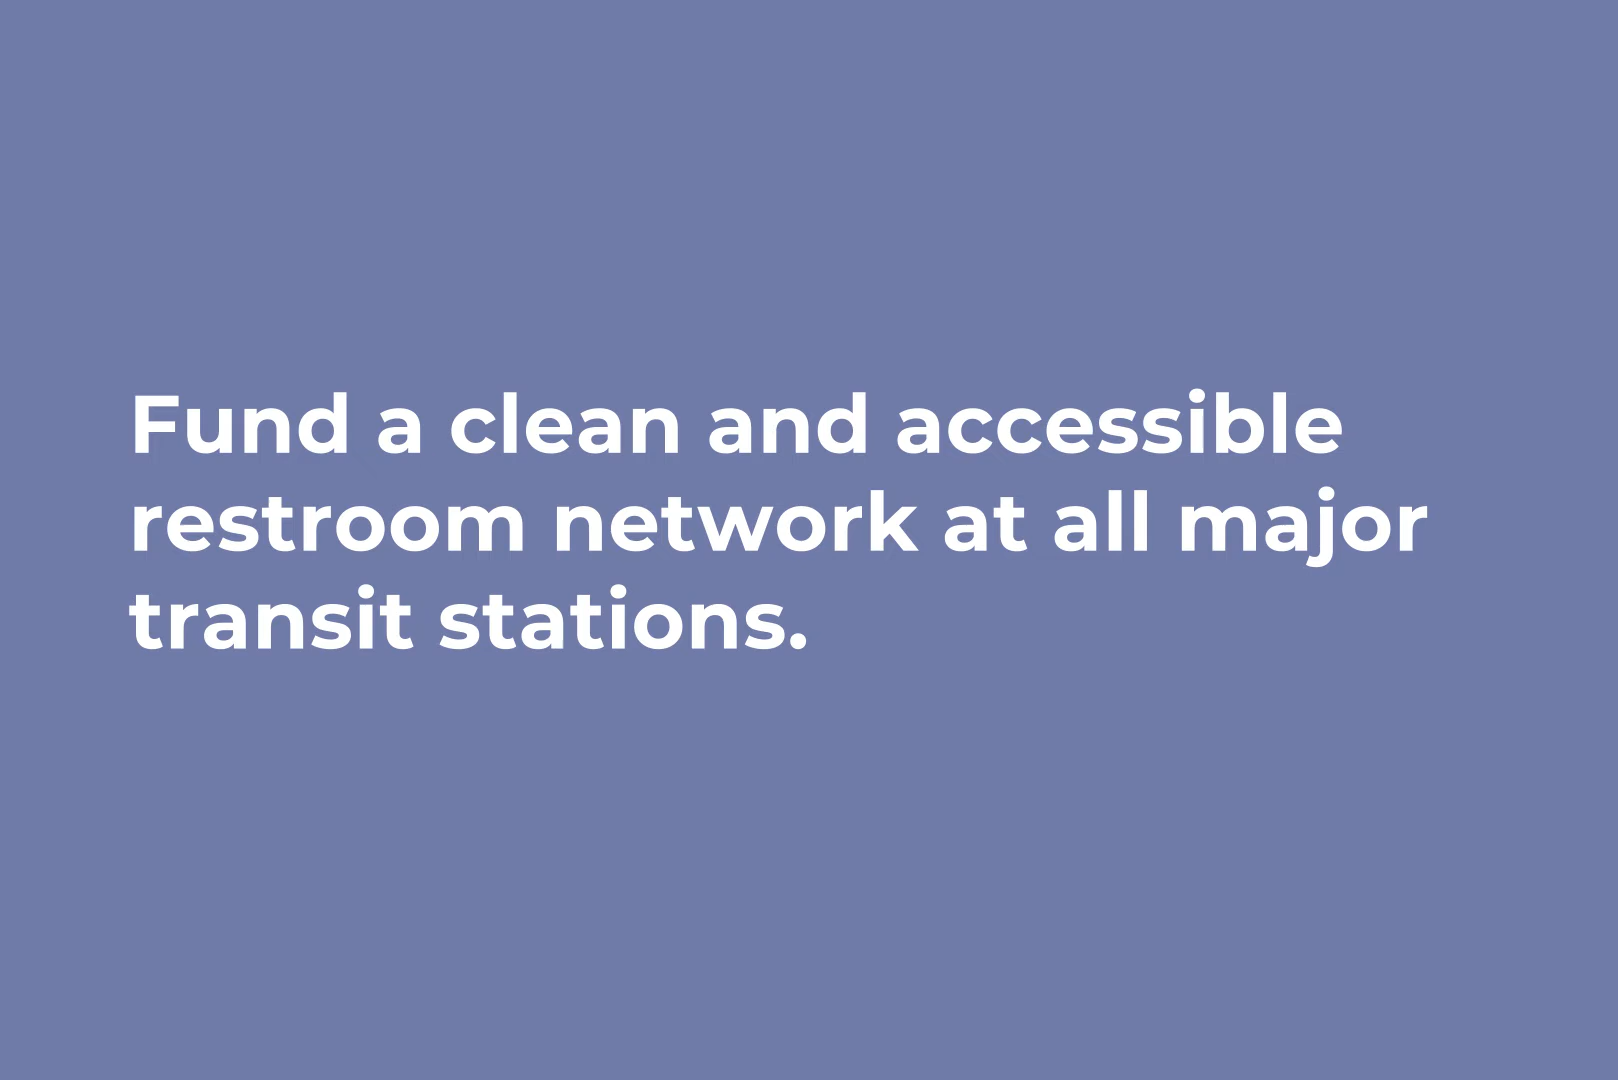 Fund a clean and accessible
restroom network at all major
transit stations.